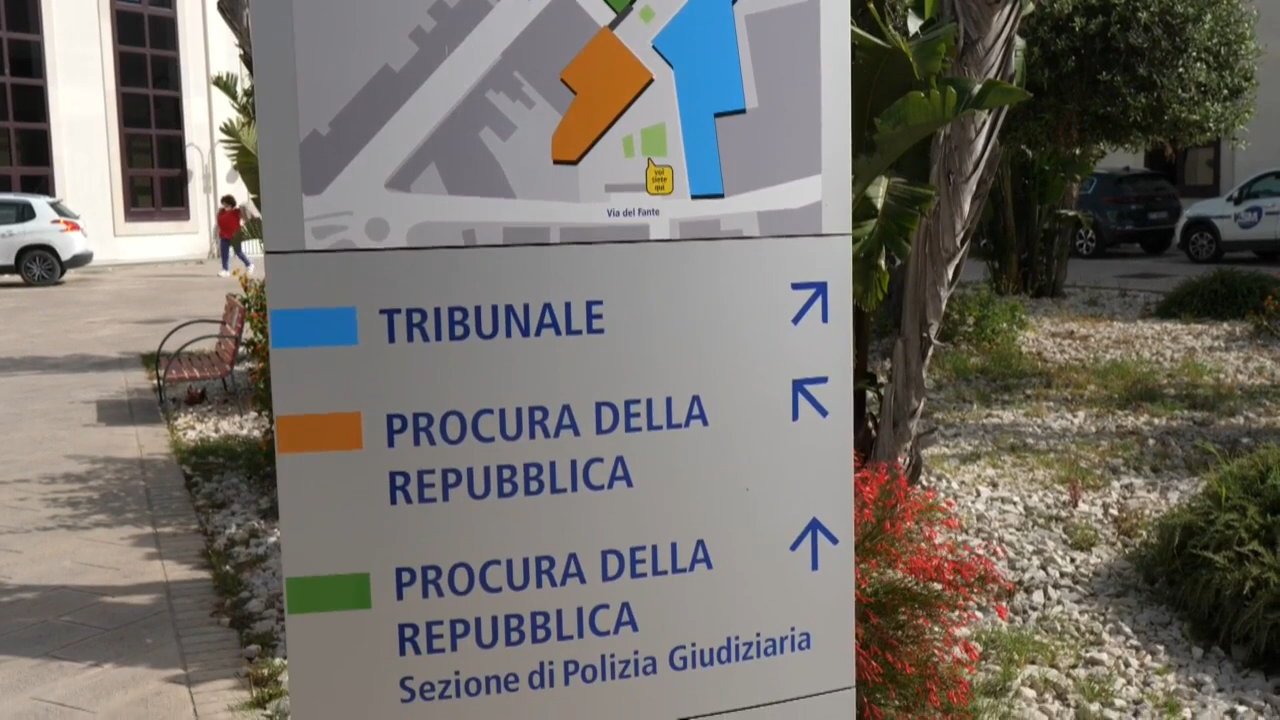 voi
siete
qui
Via del Fante
TRIBUNALE
PROCURA DELLA
REPUBBLICA
PROCURA DELLA
REPUBBLICA
Sezione di Polizia Giudiziaria